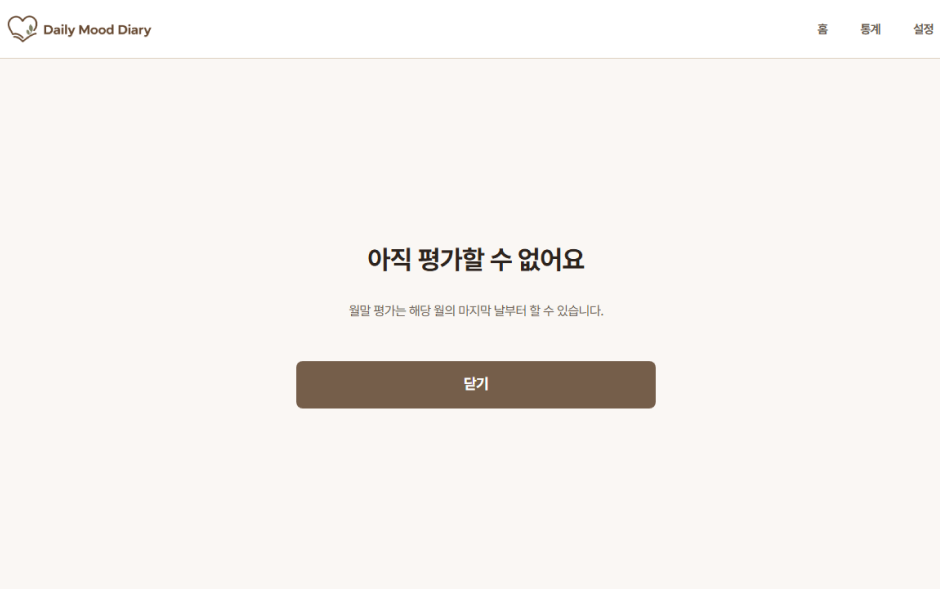 Daily Mood Diary
홈 통계 설정
아직 평가할 수 없어요
월말 평가는 해당 월의 마지막 날부터 할 수 있습니다.
닫기